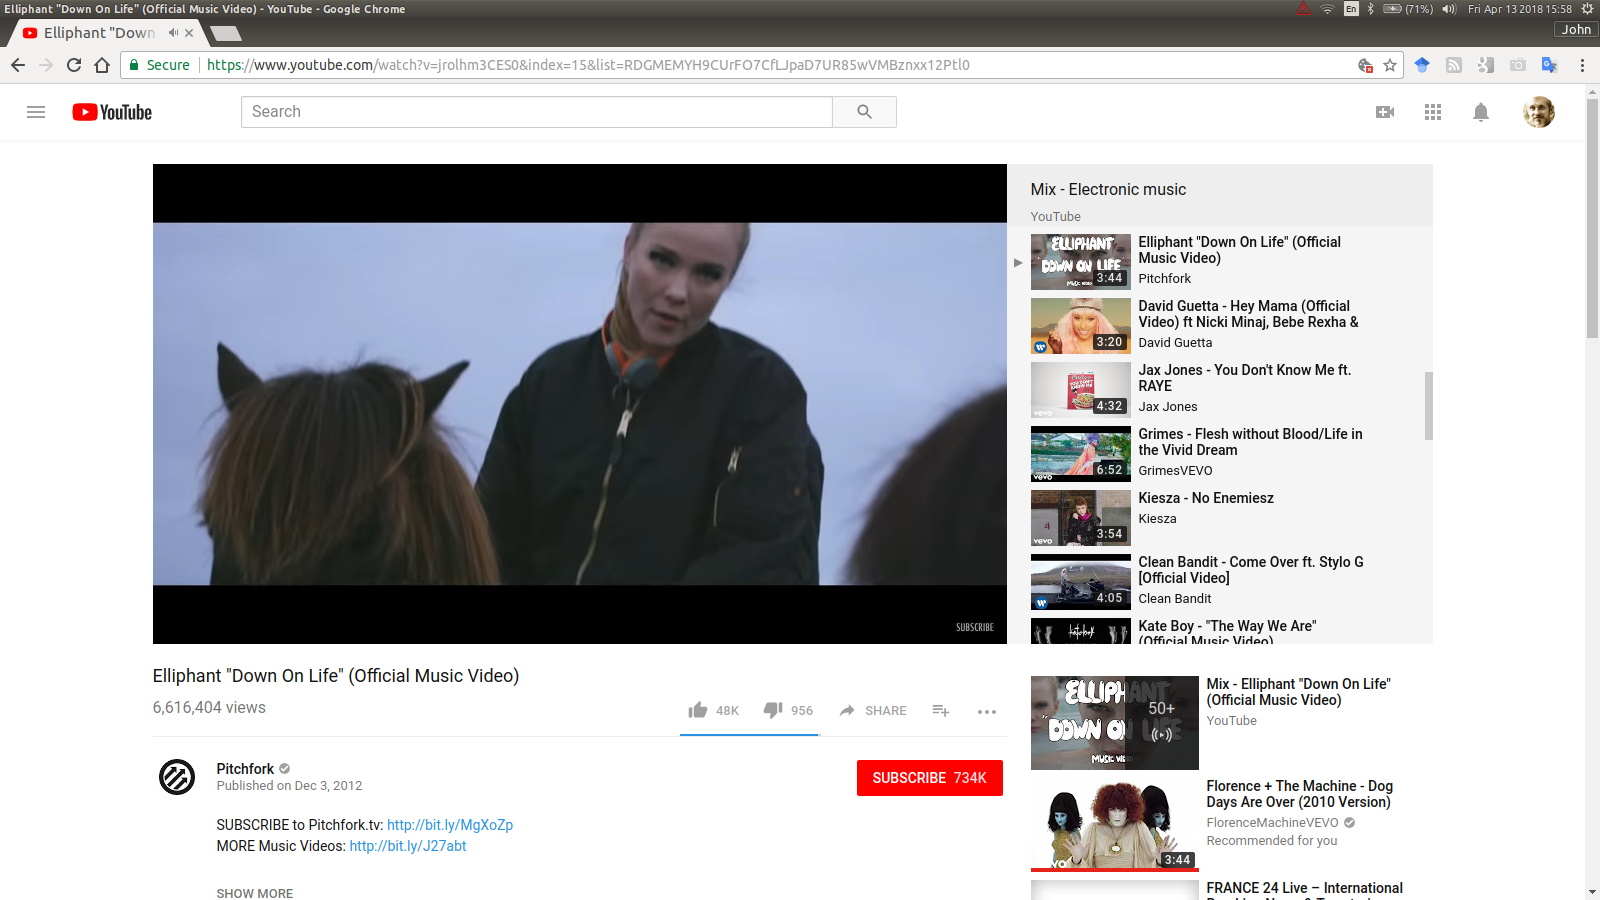 Elliphant "Down On Life" (Official Music Video) - YouTube - Google Chrome
En
(71%)
Fri Apr 13 2018 15:58
Elliphant "Down
John
Secure
https://www.youtube.com/watch?v=jrolhm3CES0&index=15&list=RDGMEMYH9CUrFO7CfLJpaD7UR85wVMBznxx12Ptl0
YouTube
Search
SUBSCRIBE
Mix - Electronic music
YouTube
ELLIPHANT
"DOWN ON LIFE"
MUSIC VIDEO
3:44
Elliphant "Down On Life" (Official
Music Video)
Pitchfork
3:20
David Guetta - Hey Mama (Official
Video) ft Nicki Minaj, Bebe Rexha &
David Guetta
vevo
4:32
Jax Jones - You Don't Know Me ft.
RAYE
Jax Jones
vevo
6:52
Grimes - Flesh without Blood/Life in
the Vivid Dream
GrimesVEVO
4
vevo
3:54
Kiesza - No Enemiesz
Kiesza
4:05
Clean Bandit - Come Over ft. Stylo G
[Official Video]
Clean Bandit
Kate Boy - "The Way We Are"
(Official Music Video)
Elliphant "Down On Life" (Official Music Video)
6,616,404 views
48K
956
SHARE
Pitchfork
Published on Dec 3, 2012
SUBSCRIBE 734K
SUBSCRIBE to Pitchfork.tv: http://bit.ly/MgXoZp
MORE Music Videos: http://bit.ly/J27abt
SHOW MORE
ELLIPHANT
"DOWN ON LIFE
MUSIC VIDEO
50+
Mix - Elliphant "Down On Life"
(Official Music Video)
YouTube
3:44
Florence + The Machine - Dog
Days Are Over (2010 Version)
FlorenceMachineVEVO
Recommended for you
FRANCE 24 Live – International